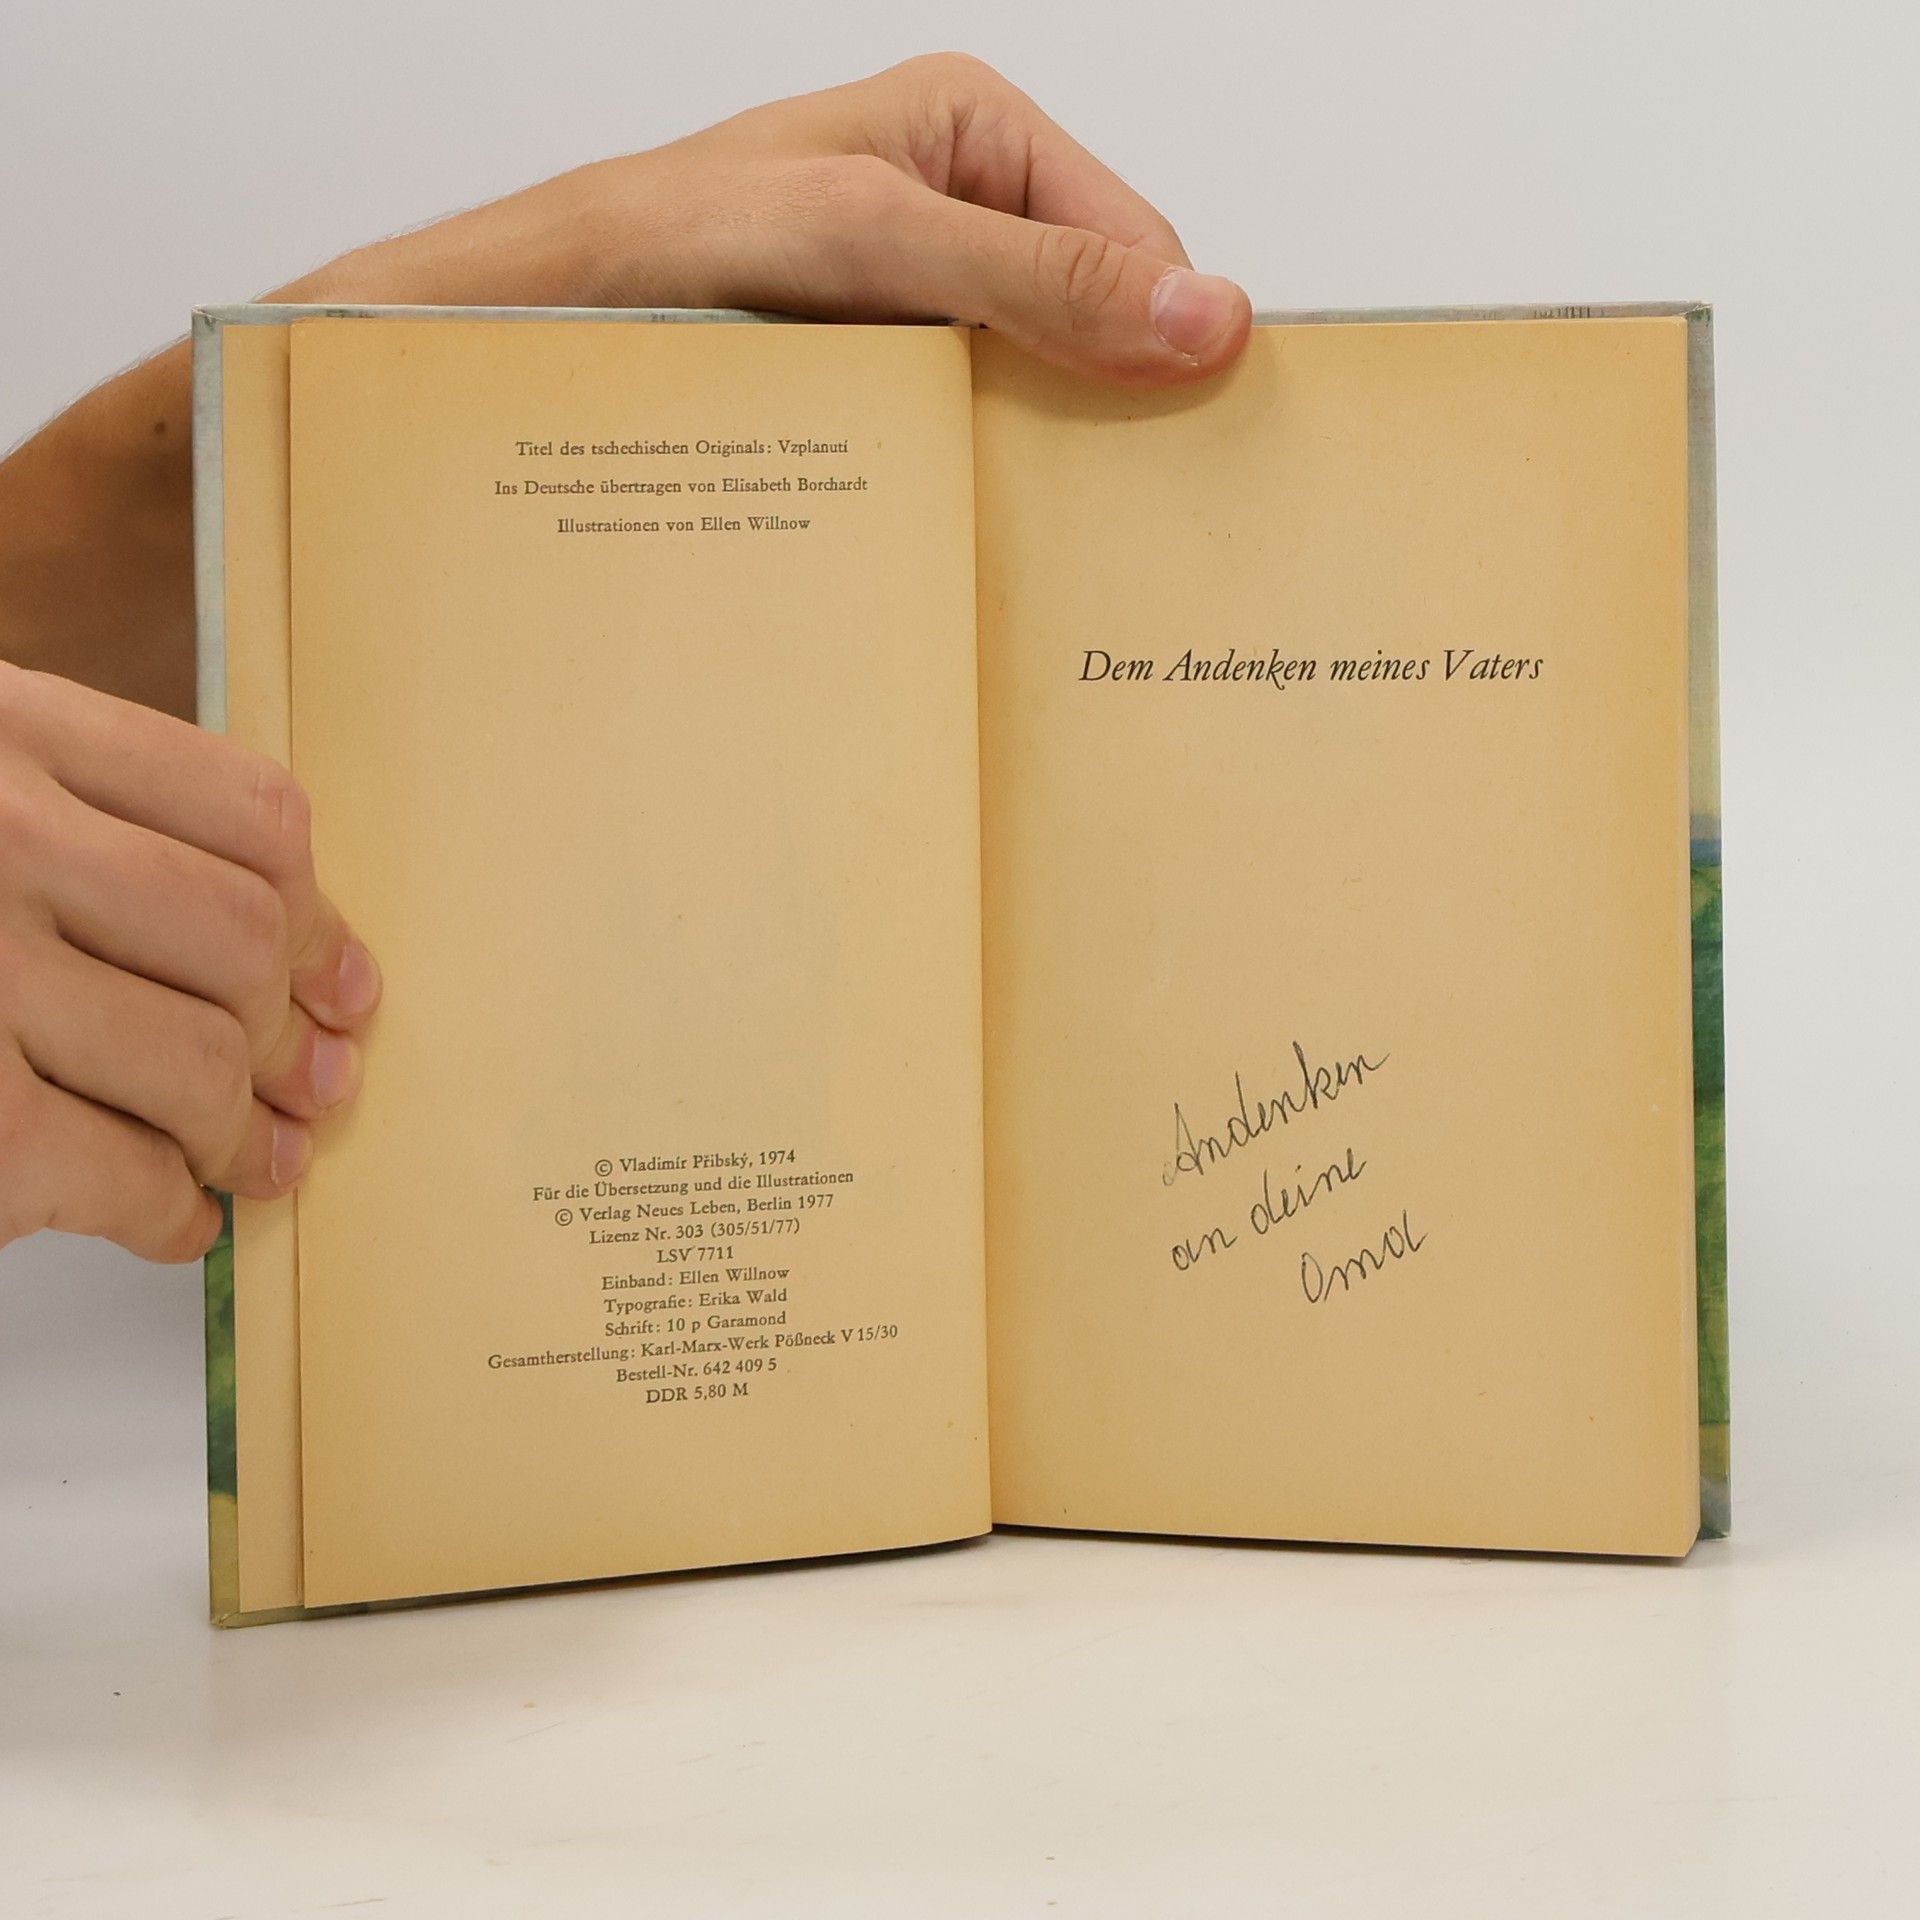 Titel des tschechischen Originals: Vzplanutí
Ins Deutsche übertragen von Elisabeth Borchardt
Illustrationen von Ellen Willnow
© Vladimír Přibský, 1974
Für die Übersetzung und die Illustrationen
© Verlag Neues Leben, Berlin 1977
Lizenz Nr. 303 (305/51/77)
LSV 7711
Einband: Ellen Willnow
Typografie: Erika Wald
Schrift: 10 p Garamond
Gesamtherstellung: Karl-Marx-Werk Pößneck V 15/30
Bestell-Nr. 642 409 5
DDR 5,80 M
Dem Andenken meines Vaters
Andenken
an deine
Oma